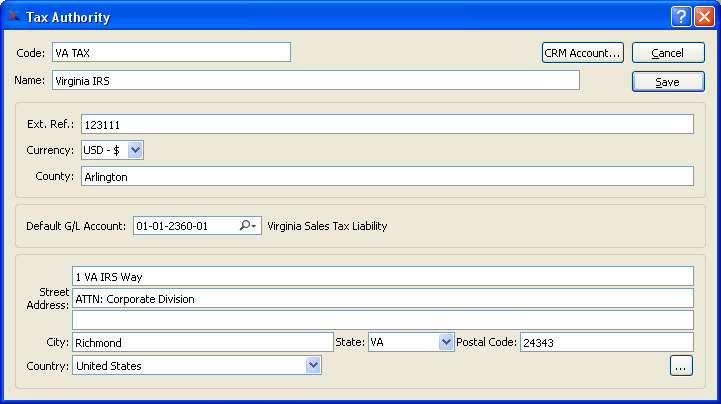 Tax Authority
Code: VA TAX CRM Account... Cancel
Name: Virginia IRS Save
Ext. Ref.: 123111
Currency: USD - $
County: Arlington
Default G/L Account: 01-01-2360-01 Virginia Sales Tax Liability
1 VA IRS Way
Street Address: ATTN: Corporate Division
City: Richmond State: VA Postal Code: 24343
Country: United States ...